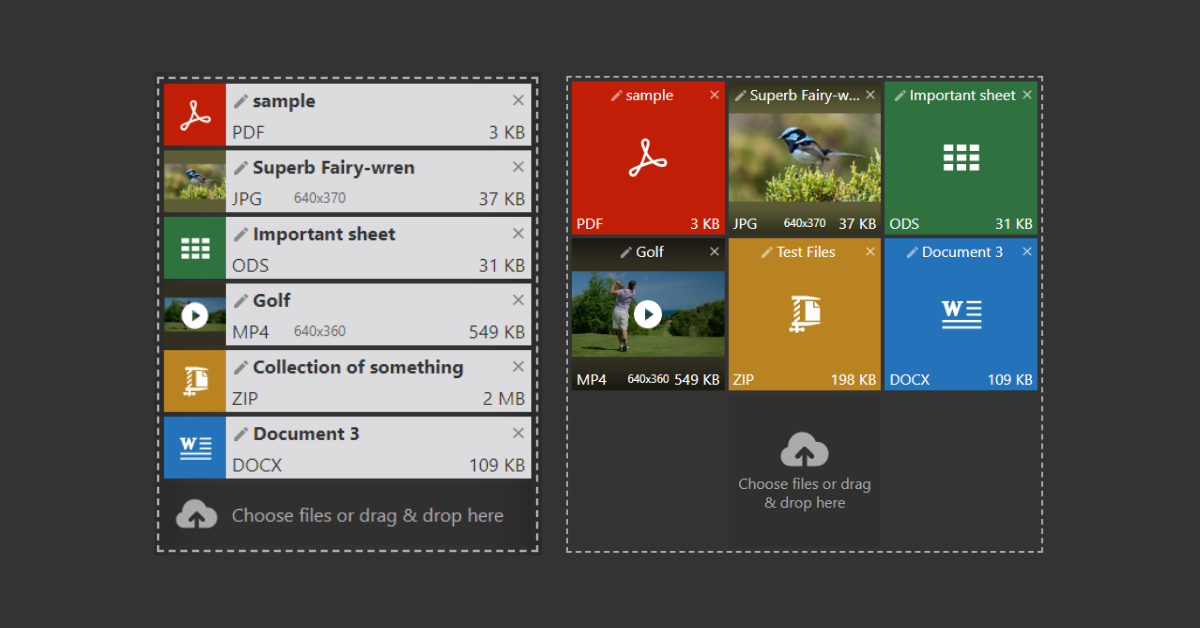 sample
PDF 3 KB
Superb Fairy-wren
JPG 640x370 37 KB
Important sheet
ODS 31 KB
Golf
MP4 640x360 549 KB
Collection of something
ZIP 2 MB
W
Document 3
DOCX 109 KB
Choose files or drag & drop here
sample
PDF 3 KB
Superb Fairy-w...
JPG 640x370 37 KB
Important sheet
ODS 31 KB
Golf
MP4 640x360 549 KB
Test Files
ZIP 198 KB
Document 3
W
DOCX 109 KB
Choose files or drag
& drop here